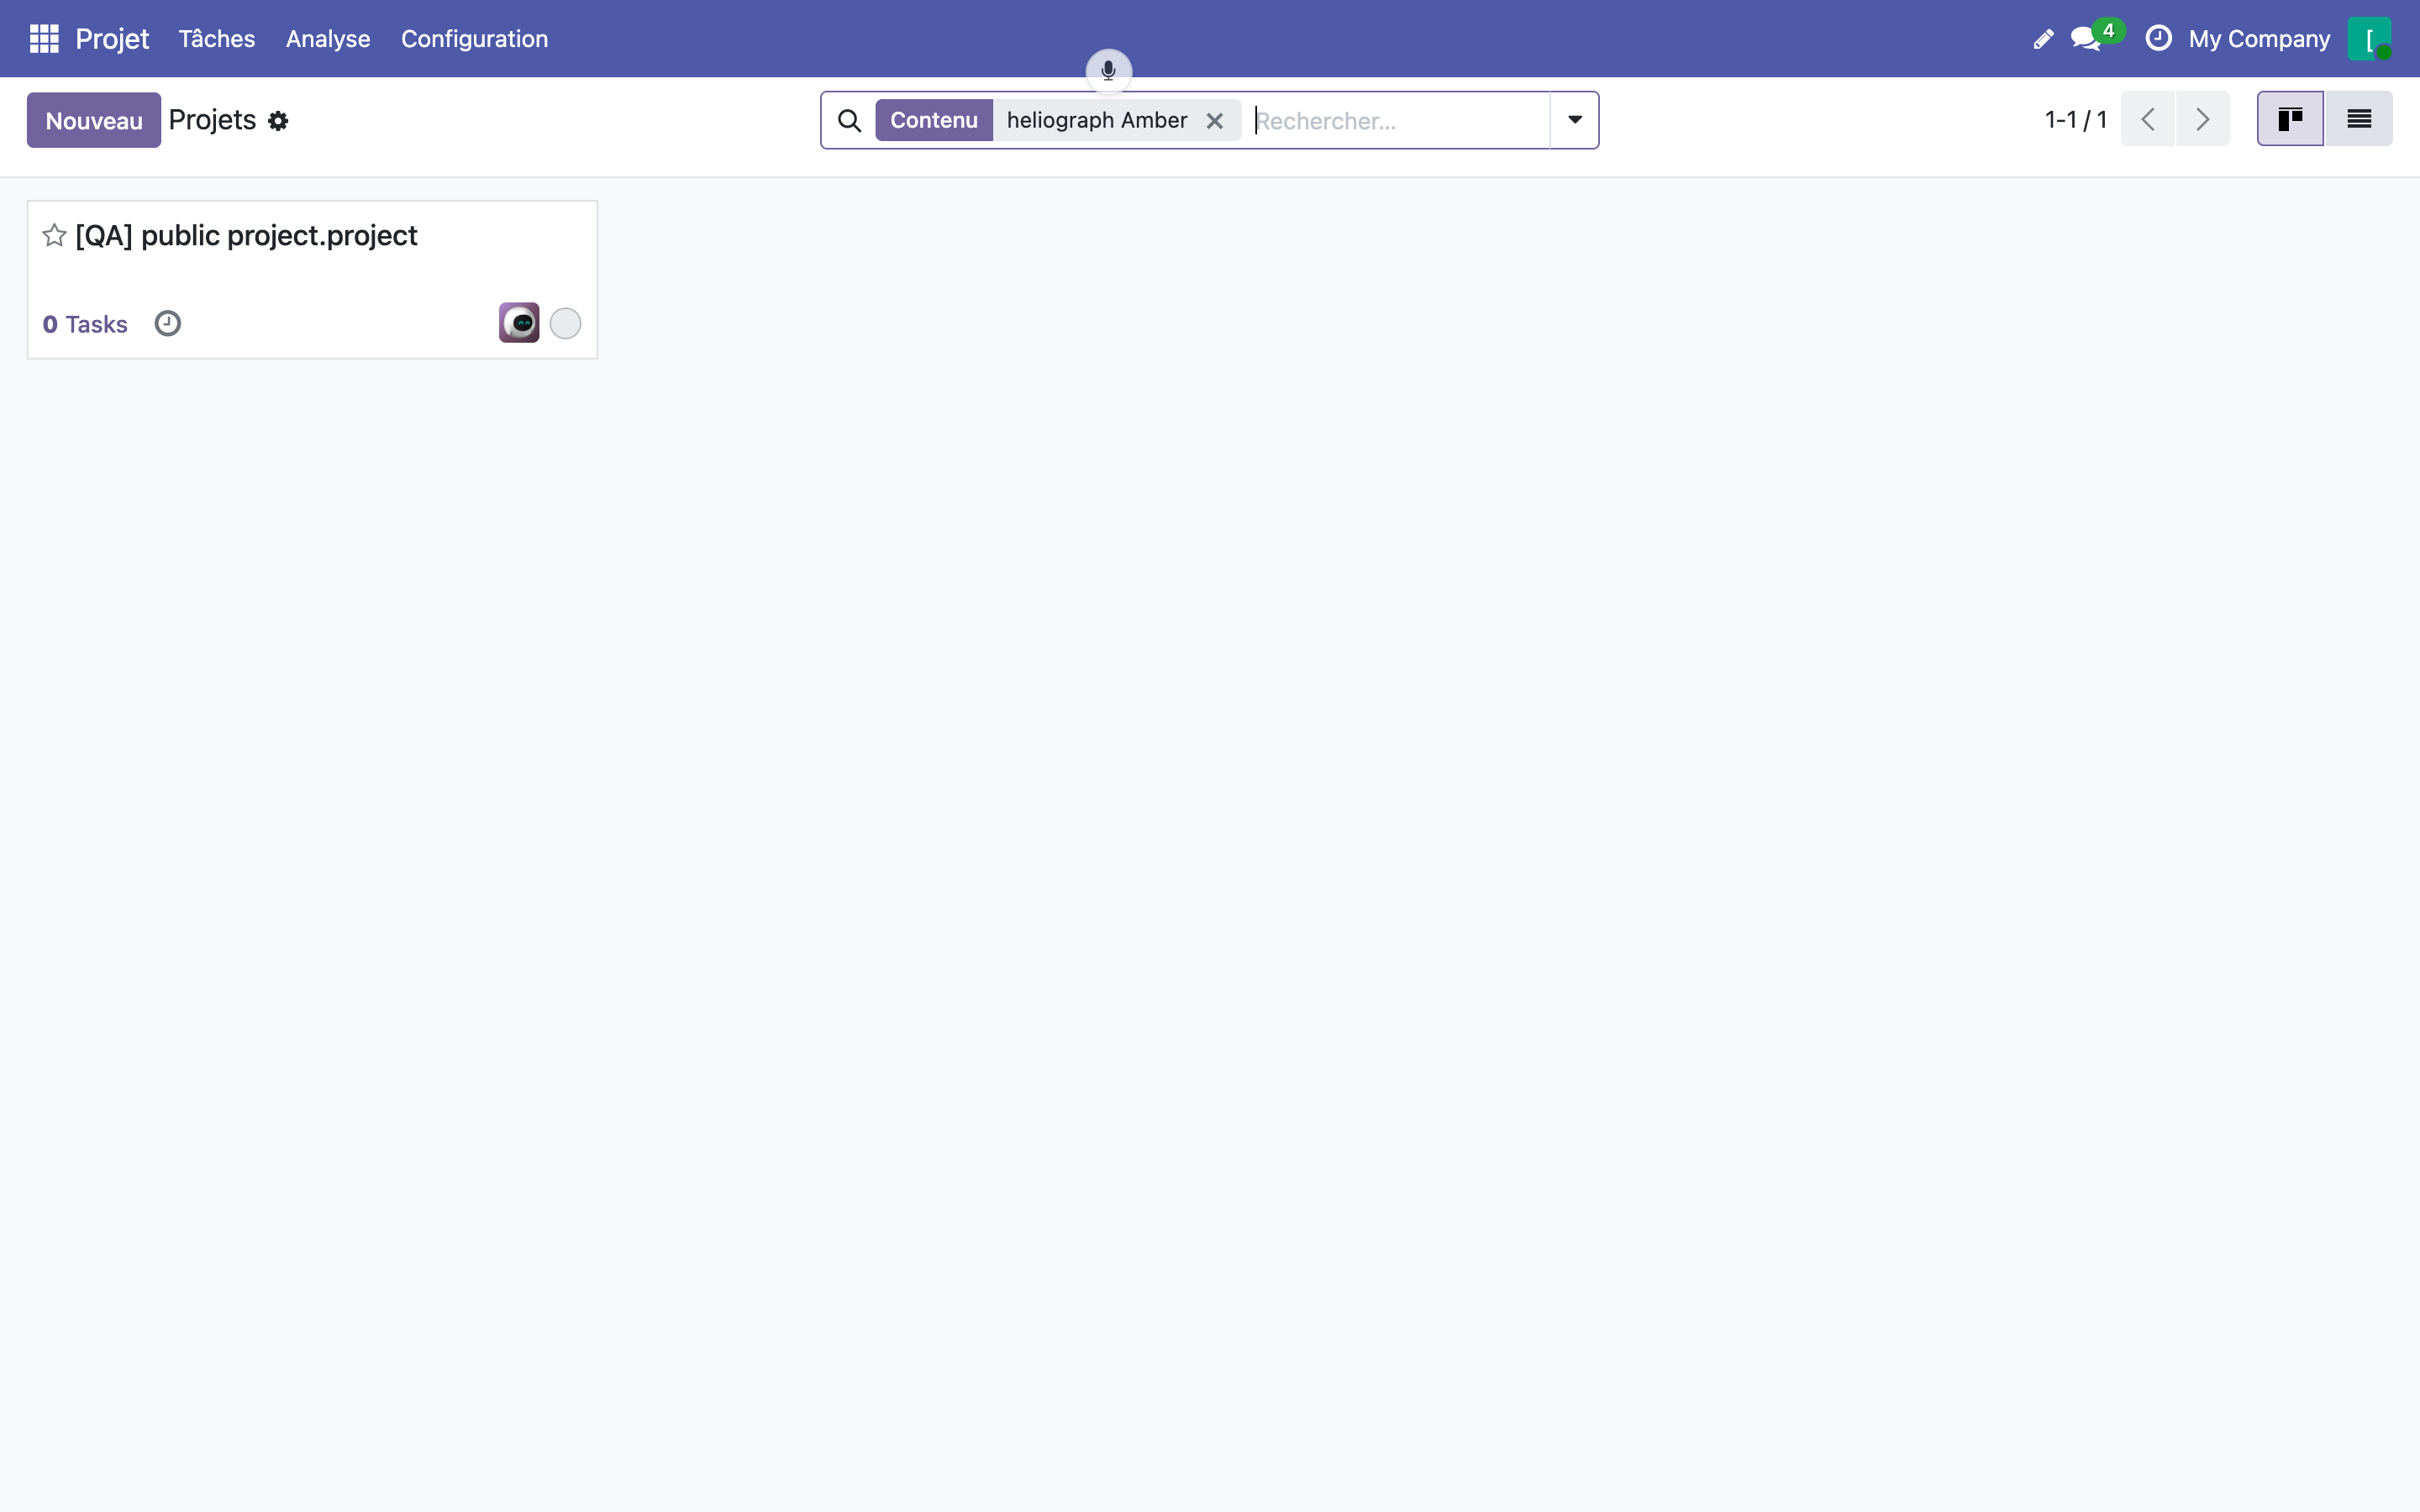 Projet Tâches Analyse Configuration 4 My Company [
Nouveau Projets Contenu heliograph Amber Rechercher... 1-1 / 1
[QA] public project.project
0 Tasks